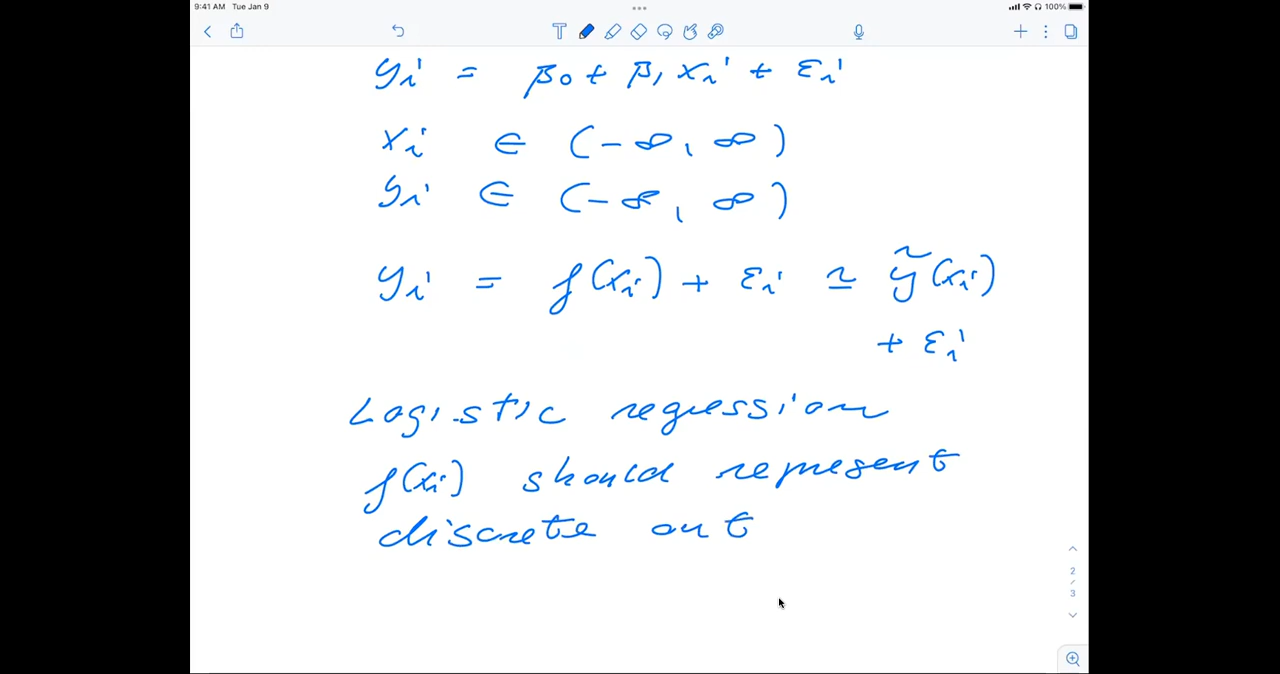 9:41 AM Tue Jan 9
100%
yi = β0 + β1 xi + εi
xi ∈ (-∞, ∞)
yi ∈ (-∞, ∞)
yi = f(xi) + εi ≃ ỹ(xi)
+ εi
Logistic regression
f(xi) should represent
discrete out
2
/
3